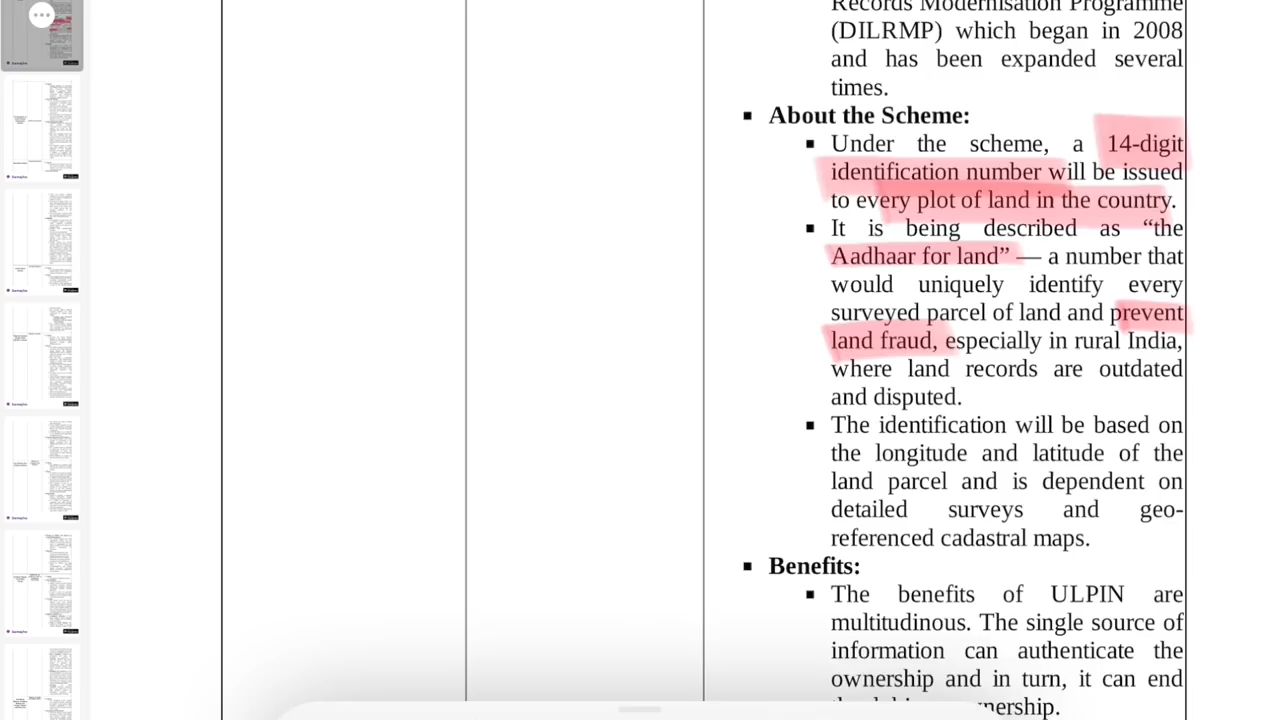 Records Modernisation Programme
(DILRMP) which began in 2008
and has been expanded several
times.
▪ About the Scheme:
▪ Under the scheme, a 14-digit
identification number will be issued
to every plot of land in the country.
▪ It is being described as “the
Aadhaar for land” — a number that
would uniquely identify every
surveyed parcel of land and prevent
land fraud, especially in rural India,
where land records are outdated
and disputed.
▪ The identification will be based on
the longitude and latitude of the
land parcel and is dependent on
detailed surveys and geo-
referenced cadastral maps.
▪ Benefits:
▪ The benefits of ULPIN are
multitudinous. The single source of
information can authenticate the
ownership and in turn, it can end